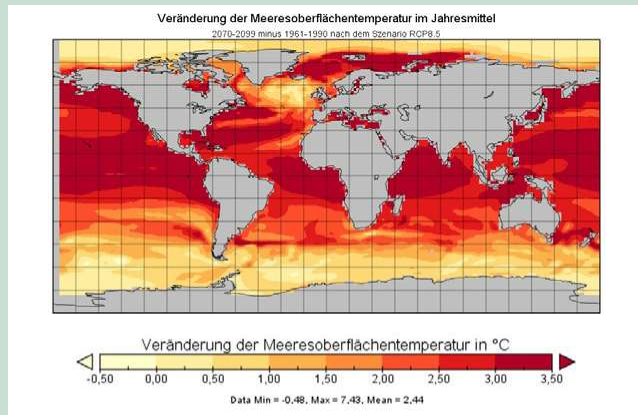 Veränderung der Meeresoberflächentemperatur im Jahresmittel
2070-2099 minus 1961-1990 nach dem Szenario RCP8.5
Veränderung der Meeresoberflächentemperatur in °C
-0,50 0,00 0,50 1,00 1,50 2,00 2,50 3,00 3,50
Data Min = -0,48, Max = 7,43, Mean = 2,44